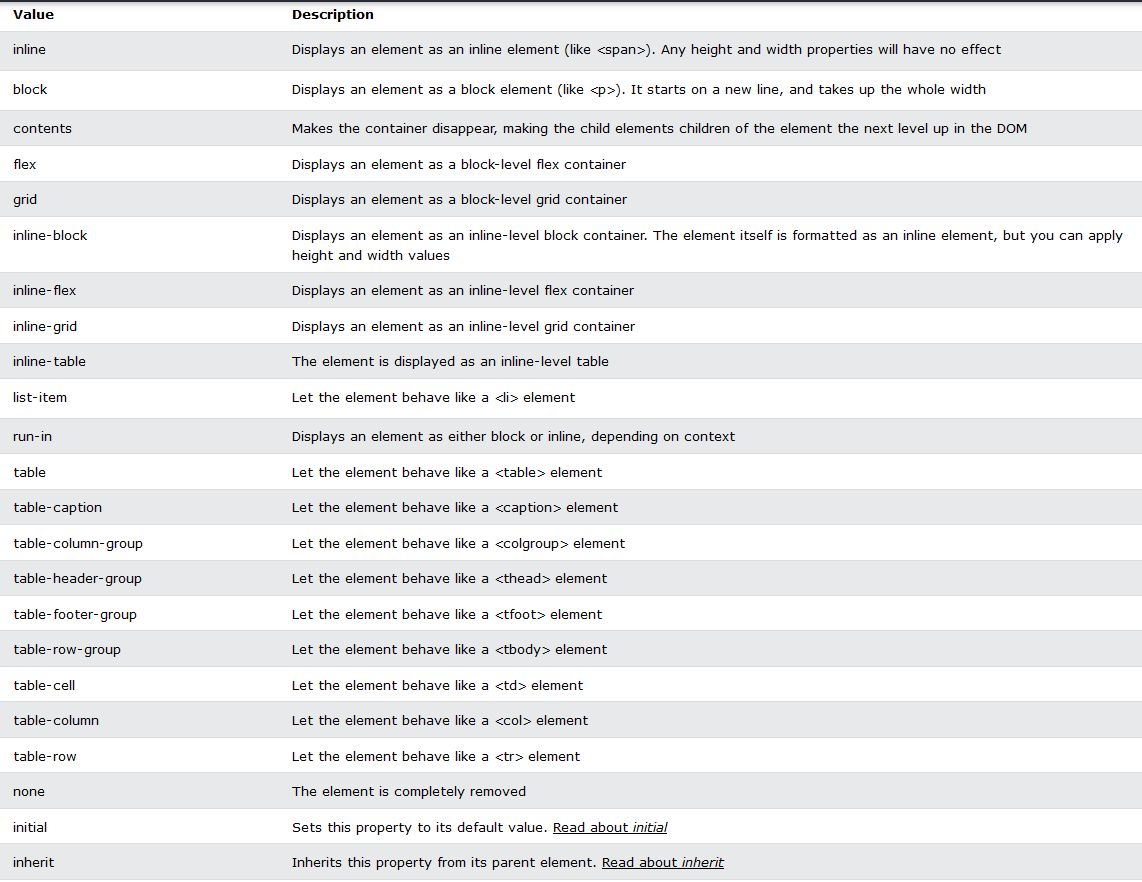 Value Description
inline Displays an element as an inline element (like <span>). Any height and width properties will have no effect
block Displays an element as a block element (like <p>). It starts on a new line, and takes up the whole width
contents Makes the container disappear, making the child elements children of the element the next level up in the DOM
flex Displays an element as a block-level flex container
grid Displays an element as a block-level grid container
inline-block Displays an element as an inline-level block container. The element itself is formatted as an inline element, but you can apply
height and width values
inline-flex Displays an element as an inline-level flex container
inline-grid Displays an element as an inline-level grid container
inline-table The element is displayed as an inline-level table
list-item Let the element behave like a <li> element
run-in Displays an element as either block or inline, depending on context
table Let the element behave like a <table> element
table-caption Let the element behave like a <caption> element
table-column-group Let the element behave like a <colgroup> element
table-header-group Let the element behave like a <thead> element
table-footer-group Let the element behave like a <tfoot> element
table-row-group Let the element behave like a <tbody> element
table-cell Let the element behave like a <td> element
table-column Let the element behave like a <col> element
table-row Let the element behave like a <tr> element
none The element is completely removed
initial Sets this property to its default value. Read about initial
inherit Inherits this property from its parent element. Read about inherit